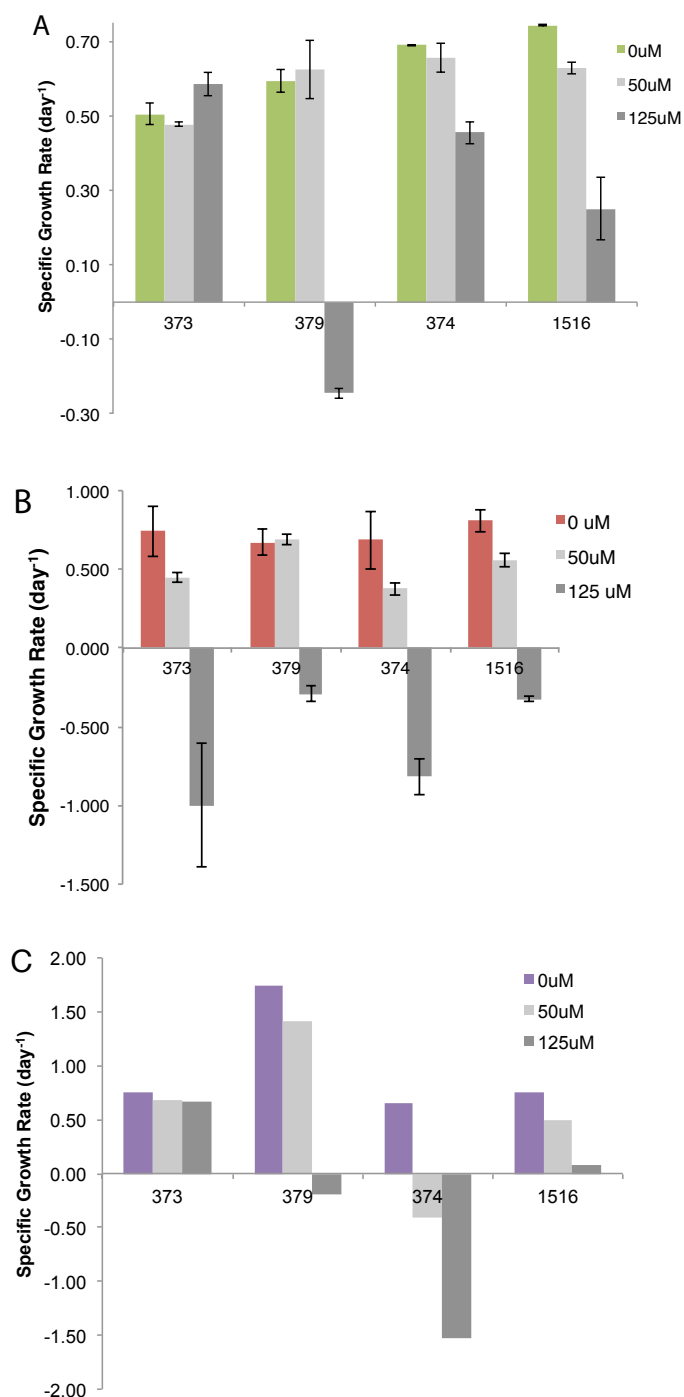 A
0.70
0.50
0.30
0.10
-0.10
-0.30
Specific Growth Rate (day-1)
373 379 374 1516
0uM
50uM
125uM
B
1.000
0.500
0.000
-0.500
-1.000
-1.500
Specific Growth Rate (day-1)
373 379 374 1516
0 uM
50uM
125 uM
C
2.00
1.50
1.00
0.50
0.00
-0.50
-1.00
-1.50
-2.00
Specific Growth Rate (day-1)
373 379 374 1516
0uM
50uM
125uM